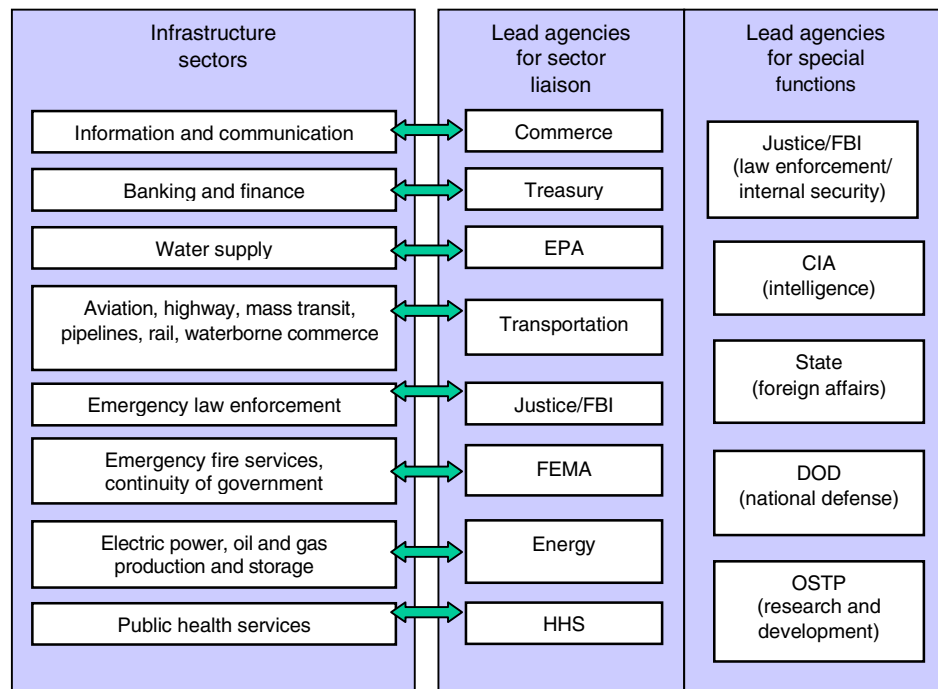 Infrastructure
sectors
Information and communication
Banking and finance
Water supply
Aviation, highway, mass transit,
pipelines, rail, waterborne commerce
Emergency law enforcement
Emergency fire services,
continuity of government
Electric power, oil and gas
production and storage
Public health services
Lead agencies
for sector
liaison
Commerce
Treasury
EPA
Transportation
Justice/FBI
FEMA
Energy
HHS
Lead agencies
for special
functions
Justice/FBI
(law enforcement/
internal security)
CIA
(intelligence)
State
(foreign affairs)
DOD
(national defense)
OSTP
(research and
development)